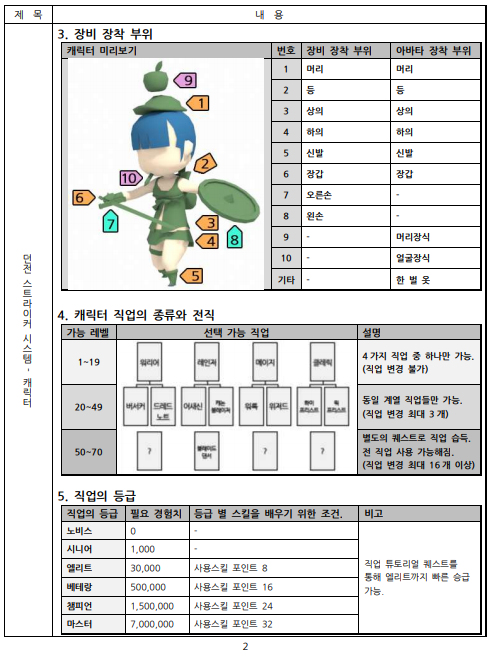 제 목 내 용
던전 스트라이커 시스템 - 캐릭터
3. 장비 장착 부위
캐릭터 미리보기 번호 장비 장착 부위 아바타 장착 부위
9
1
2
10
6
7
3
4
8
5
1 머리 머리
2 등 등
3 상의 상의
4 하의 하의
5 신발 신발
6 장갑 장갑
7 오른손 -
8 왼손 -
9 - 머리장식
10 - 얼굴장식
기타 - 한 벌 옷
4. 캐릭터 직업의 종류와 전직
가능 레벨 선택 가능 직업 설명
1~19 워리어 레인저 메이지 클레릭 4가지 직업 중 하나만 가능.
(직업 변경 불가)
20~49 버서커 드레드노트 어새신 캐논블레이저 워록 위저드 하이프리스트 워프리스트 동일 계열 직업들만 가능.
(직업 변경 최대 3개)
50~70 ? 블레이드댄서 ? ? 별도의 퀘스트로 직업 습득.
전 직업 사용 가능해짐.
(직업 변경 최대 16개 이상)
5. 직업의 등급
직업의 등급 필요 경험치 등급 별 스킬을 배우기 위한 조건. 비고
노비스 0 -
시니어 1,000 -
엘리트 30,000 사용스킬 포인트 8
베테랑 500,000 사용스킬 포인트 16
챔피언 1,500,000 사용스킬 포인트 24
마스터 7,000,000 사용스킬 포인트 32
직업 튜토리얼 퀘스트를
통해 엘리트까지 빠른 승급
가능.
2